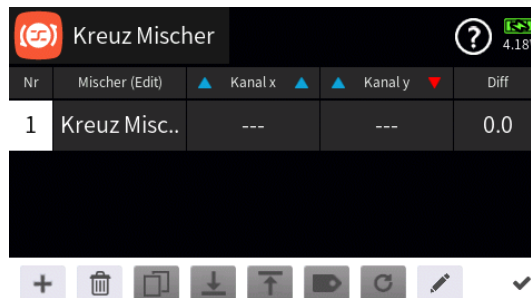 Kreuz Mischer
4.18
Nr Mischer (Edit) Kanal x Kanal y Diff
1 Kreuz Misc.. --- --- 0.0